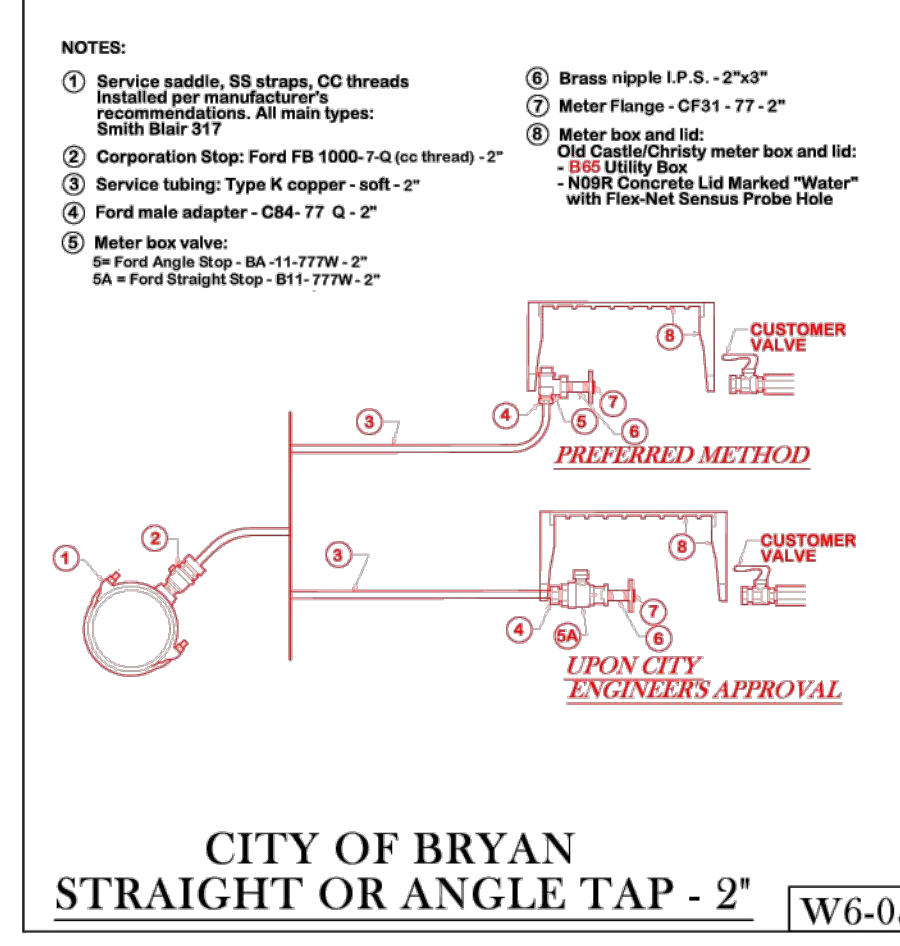 NOTES:
1 Service saddle, SS straps, CC threads
Installed per manufacturer's
recommendations. All main types:
Smith Blair 317
2 Corporation Stop: Ford FB 1000-7-Q (cc thread) - 2"
3 Service tubing: Type K copper - soft - 2"
4 Ford male adapter - C84- 77 Q - 2"
5 Meter box valve:
5= Ford Angle Stop - BA -11-777W - 2"
5A = Ford Straight Stop - B11- 777W - 2"
6 Brass nipple I.P.S. - 2"x3"
7 Meter Flange - CF31 - 77 - 2"
8 Meter box and lid:
Old Castle/Christy meter box and lid:
- B65 Utility Box
- N09R Concrete Lid Marked "Water"
with Flex-Net Sensus Probe Hole
8
CUSTOMER
VALVE
3
4
5
7
6
PREFERRED METHOD
1
2
3
8
CUSTOMER
VALVE
4
5A
7
6
UPON CITY
ENGINEER'S APPROVAL
CITY OF BRYAN
STRAIGHT OR ANGLE TAP - 2"
W6-0